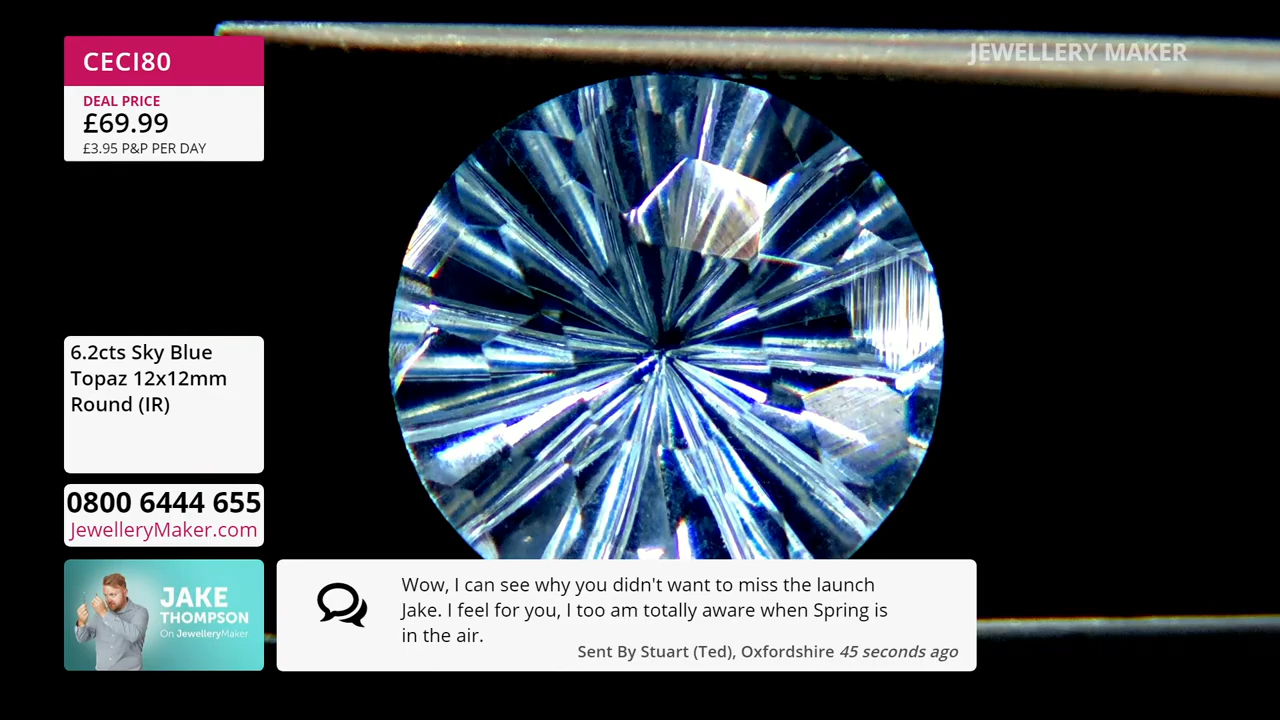 CECI80
DEAL PRICE
£69.99
£3.95 P&P PER DAY
JEWELLERY MAKER
6.2cts Sky Blue
Topaz 12x12mm
Round (IR)
0800 6444 655
JewelleryMaker.com
JAKE
THOMPSON
On JewelleryMaker
Wow, I can see why you didn't want to miss the launch
Jake. I feel for you, I too am totally aware when Spring is
in the air.
Sent By Stuart (Ted), Oxfordshire 45 seconds ago